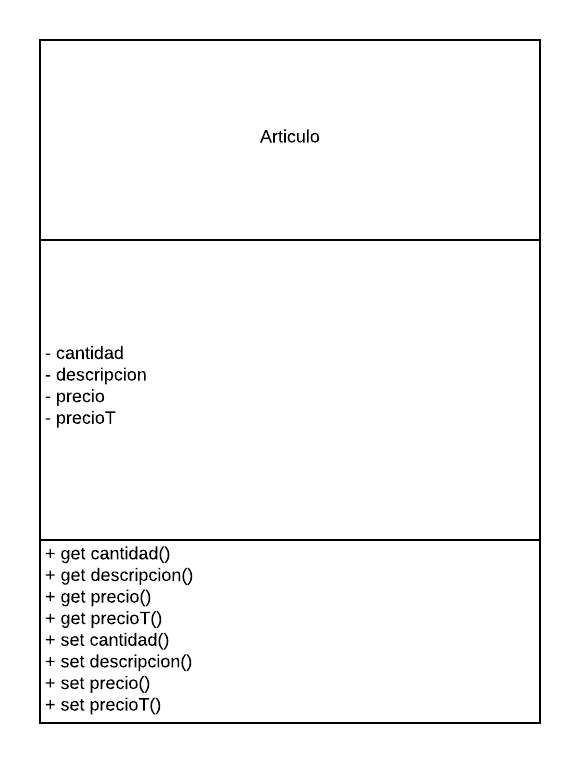 Articulo
- cantidad
- descripcion
- precio
- precioT
+ get cantidad()
+ get descripcion()
+ get precio()
+ get precioT()
+ set cantidad()
+ set descripcion()
+ set precio()
+ set precioT()